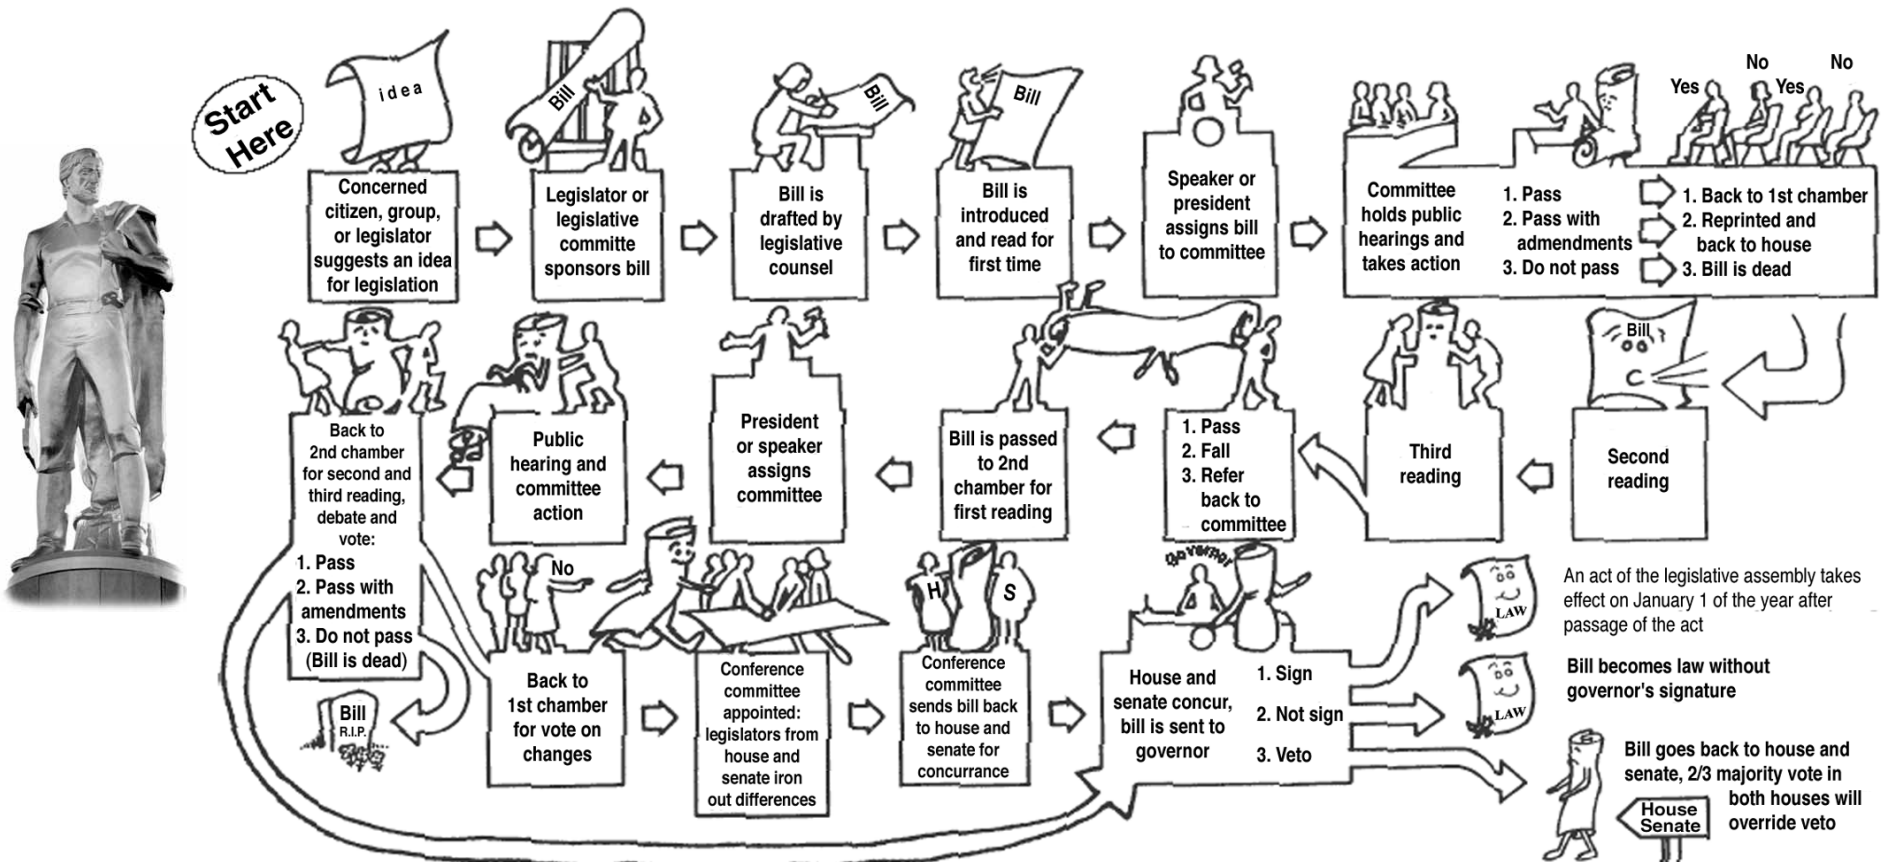 Start
Here
idea
Concerned
citizen, group,
or legislator
suggests an idea
for legislation
Bill
Legislator or
legislative
committe
sponsors bill
Bill
Bill is
drafted by
legislative
counsel
Bill
Bill is
introduced
and read for
first time
Speaker or
president
assigns bill
to committee
Yes
No
Yes
No
Committee
holds public
hearings and
takes action
1. Pass
2. Pass with
admendments
3. Do not pass
1. Back to 1st chamber
2. Reprinted and
back to house
3. Bill is dead
Bill
Second
reading
Third
reading
1. Pass
2. Fall
3. Refer
back to
committee
Bill is passed
to 2nd
chamber for
first reading
President
or speaker
assigns
committee
Public
hearing and
committee
action
Back to
2nd chamber
for second and
third reading,
debate and
vote:
1. Pass
2. Pass with
amendments
3. Do not pass
(Bill is dead)
Bill
R.I.P.
No
Back to
1st chamber
for vote on
changes
Conference
committee
appointed:
legislators from
house and
senate iron
out differences
H
S
Conference
committee
sends bill back
to house and
senate for
concurrance
Governor
House and
senate concur,
bill is sent to
governor
1. Sign
2. Not sign
3. Veto
LAW
An act of the legislative assembly takes
effect on January 1 of the year after
passage of the act
LAW
Bill becomes law without
governor's signature
Bill goes back to house and
senate, 2/3 majority vote in
both houses will
override veto
House
Senate